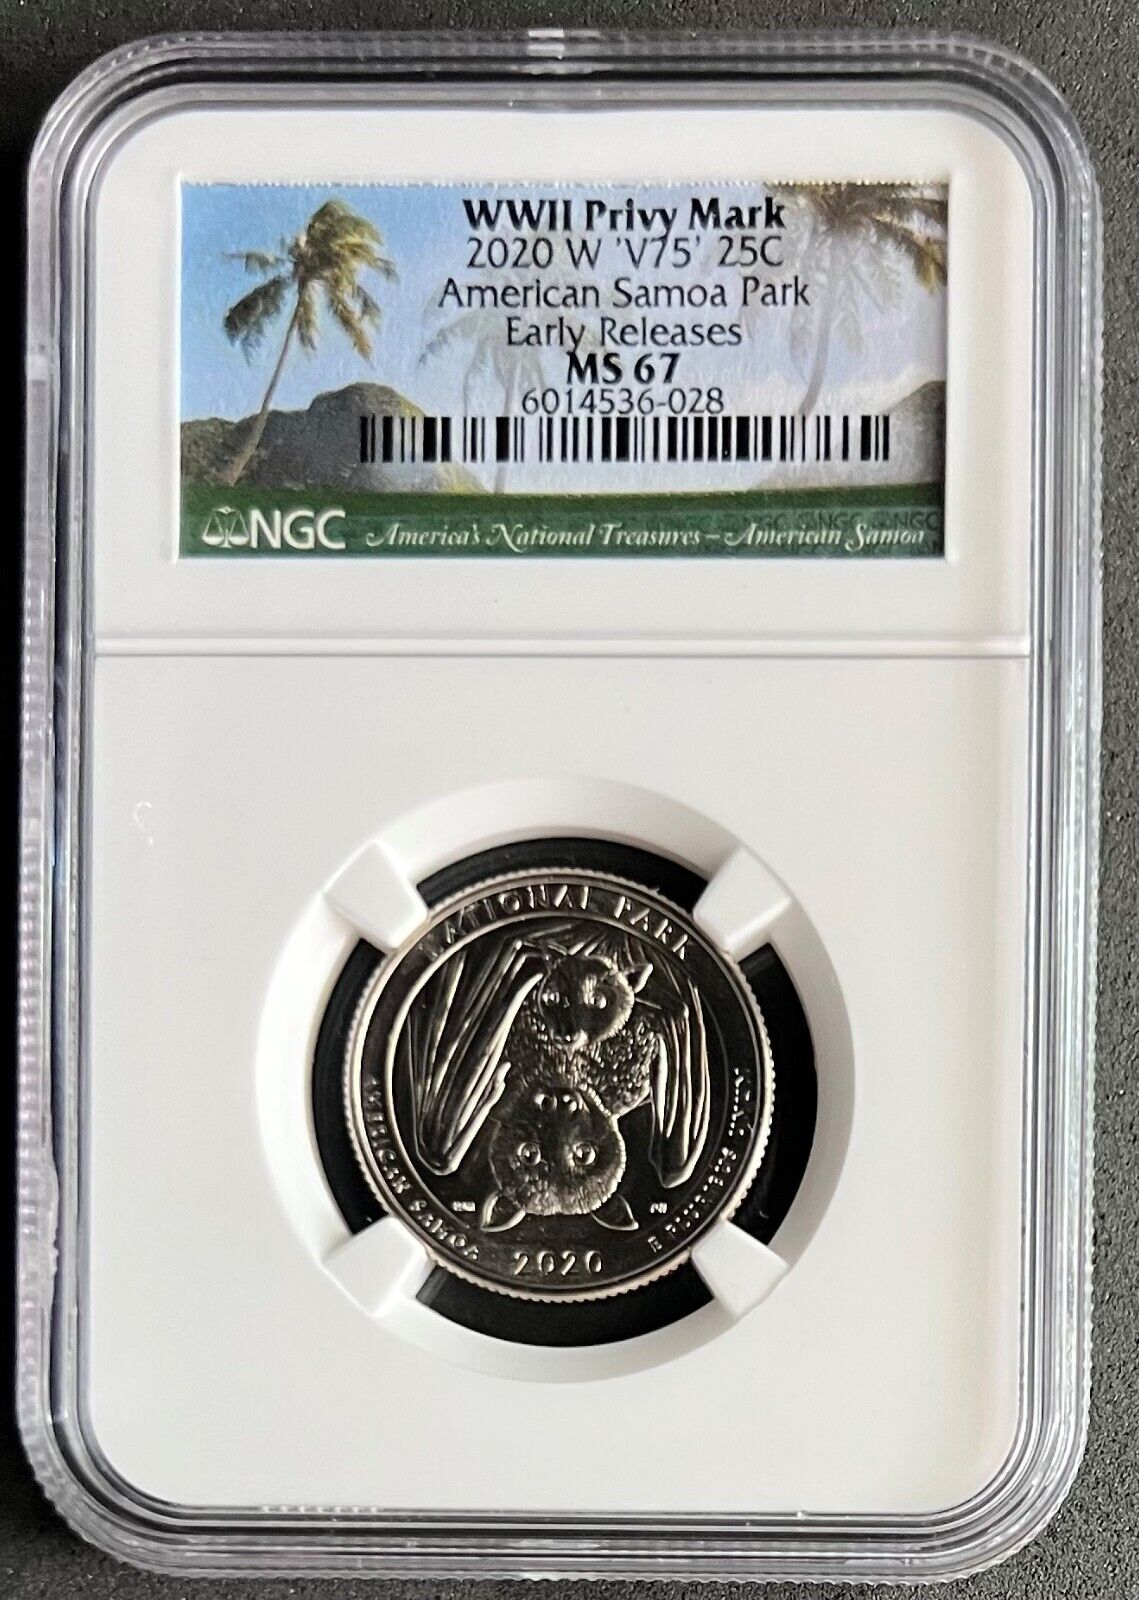 WWII Privy Mark
2020 W 'V75' 25C
American Samoa Park
Early Releases
MS 67
6014536-028
NGC America's National Treasures – American Samoa
NATIONAL PARK
AMERICAN SAMOA
2020
E PLURIBUS UNUM